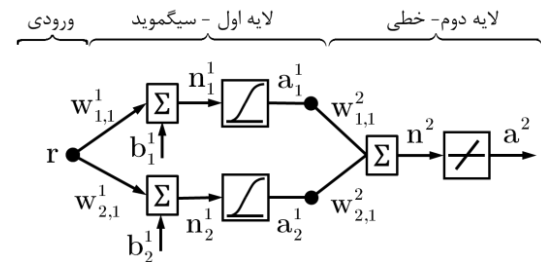 ورودی لایه اول - سیگموید لایه دوم- خطی
n₁¹ a₁¹
w₁,₁¹ Σ w₁,₁²
b₁¹ n² a²
r Σ
w₂,₁¹ Σ w₂,₁²
b₂¹ n₂¹ a₂¹